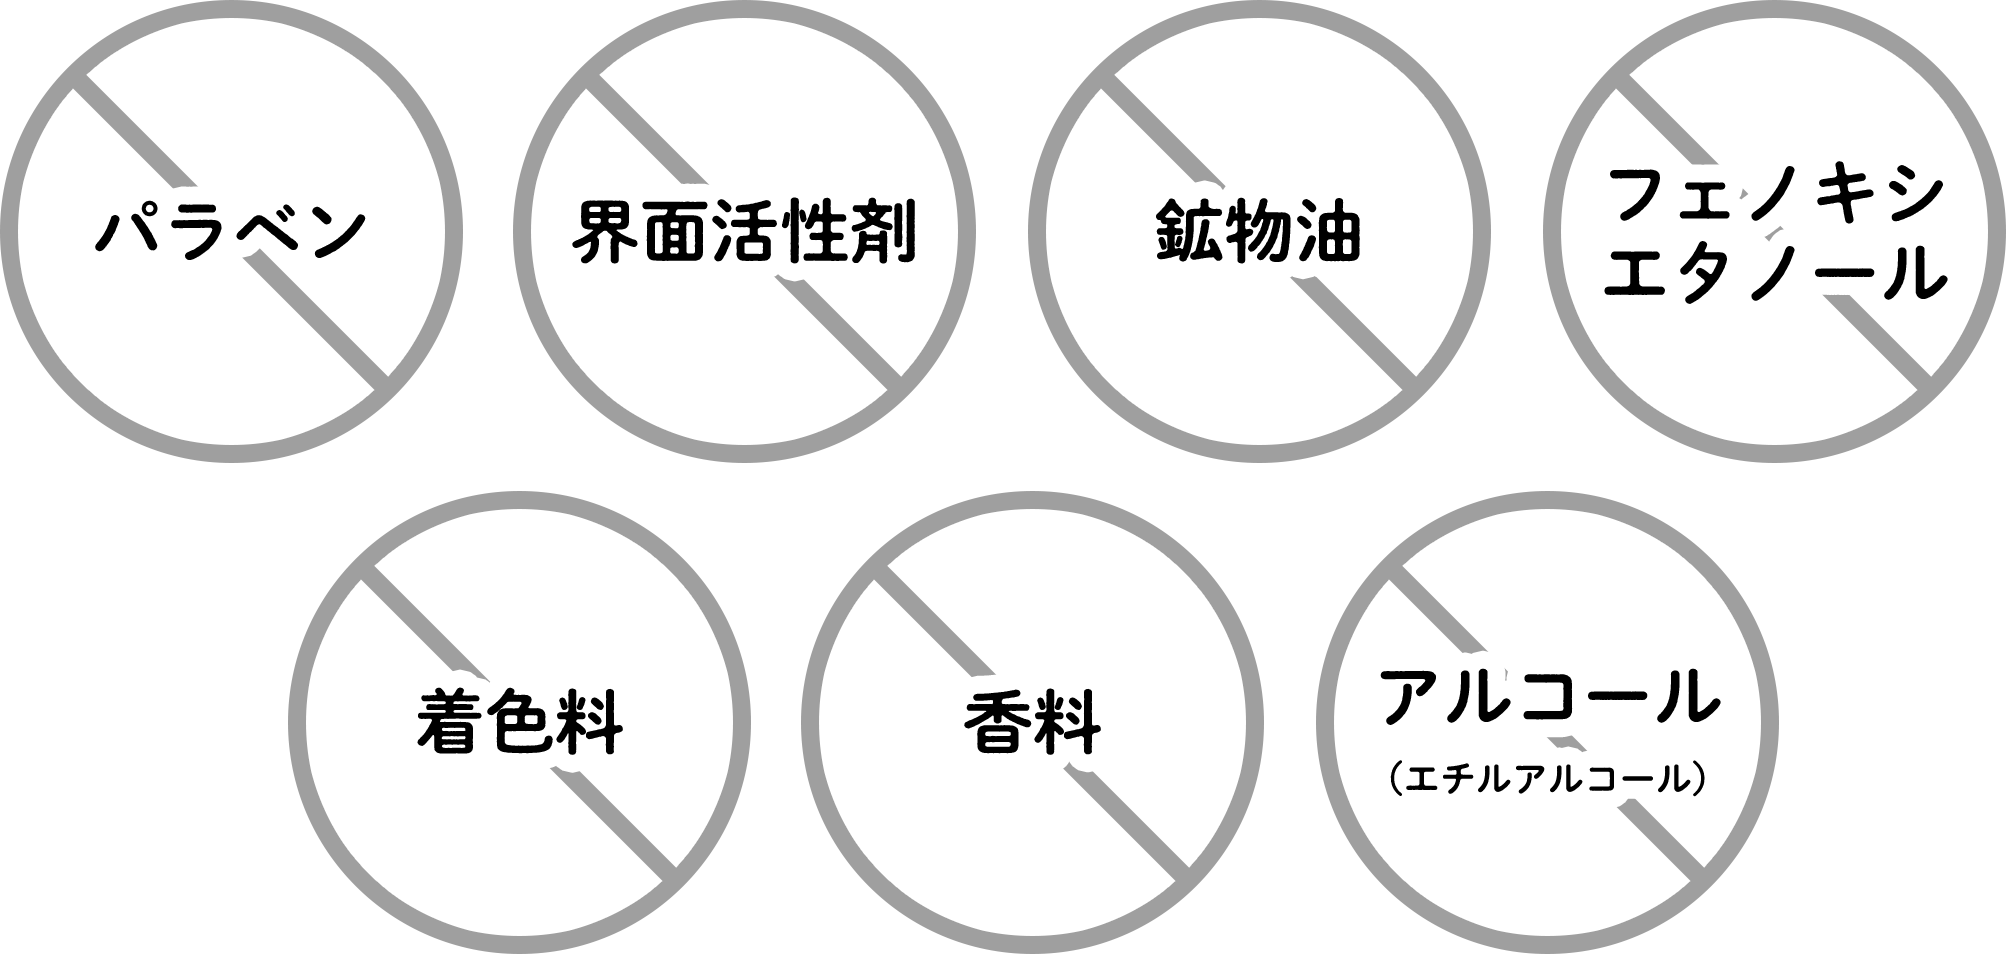 パラベン
界面活性剤
鉱物油
フェノキシ
エタノール
着色料
香料
アルコール
（エチルアルコール）